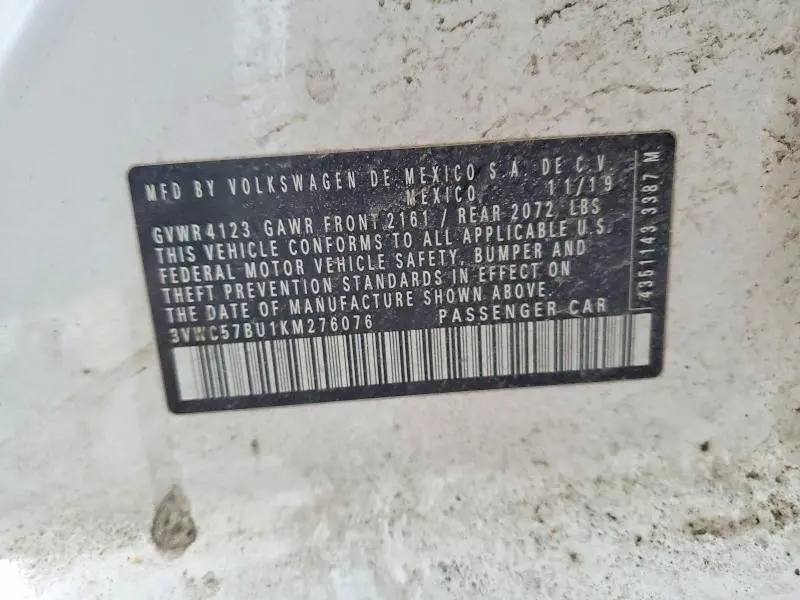 MFD BY VOLKSWAGEN DE MEXICO S.A. DE C.V.
MEXICO 11/19
GVWR 4123 GAWR FRONT 2161 / REAR 2072 LBS
THIS VEHICLE CONFORMS TO ALL APPLICABLE U.S.
FEDERAL MOTOR VEHICLE SAFETY, BUMPER AND
THEFT PREVENTION STANDARDS IN EFFECT ON
THE DATE OF MANUFACTURE SHOWN ABOVE.
3VWC57BU1KM276076 PASSENGER CAR
4351143 3387 M